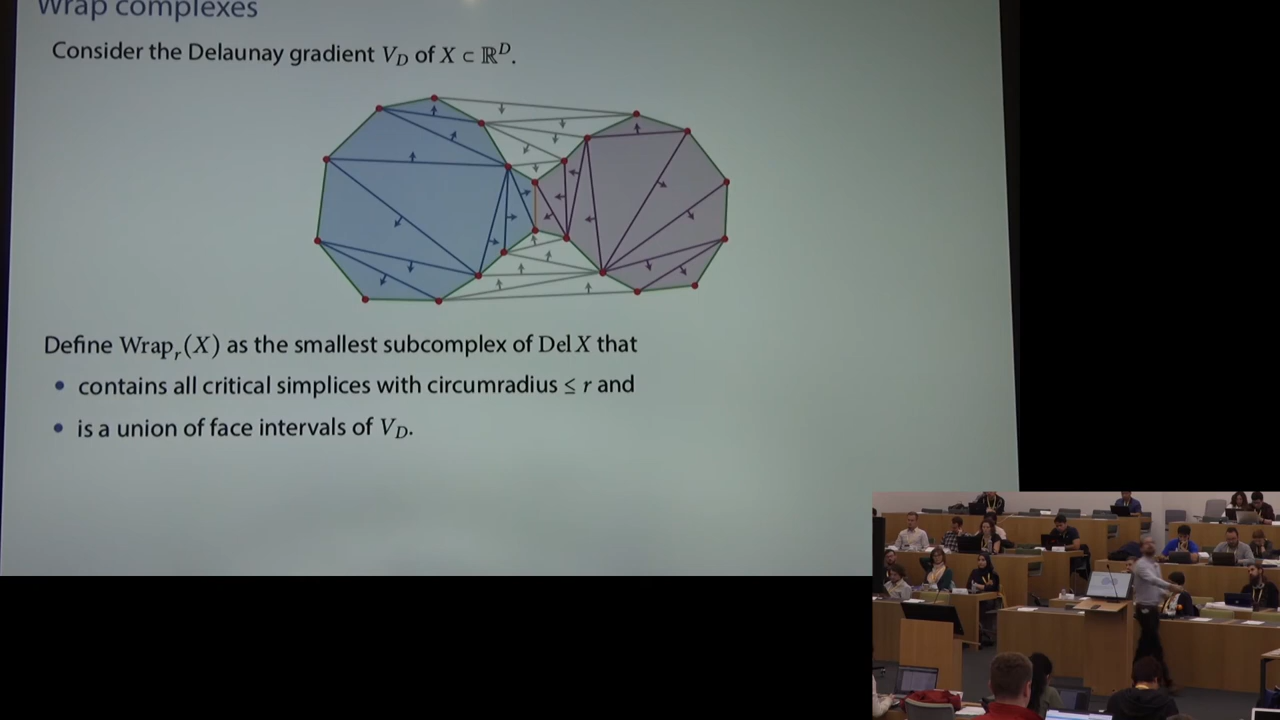 Wrap complexes
Consider the Delaunay gradient V_D of X ⊂ ℝ^D.
Define Wrap_r(X) as the smallest subcomplex of Del X that
• contains all critical simplices with circumradius ≤ r and
• is a union of face intervals of V_D.